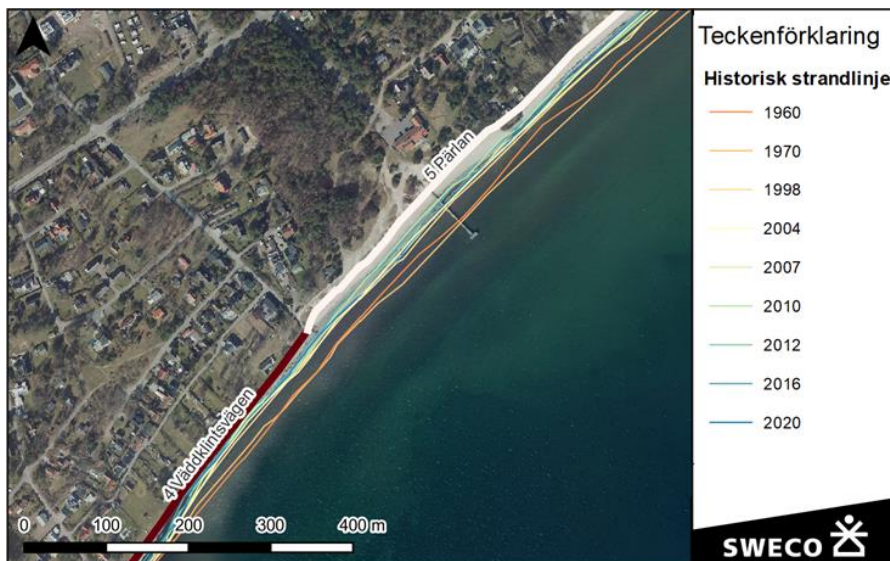 Teckenförklaring
Historisk strandlinje
1960
1970
1998
2004
2007
2010
2012
2016
2020
5 Pärlan
4 Väddklintsvägen
0 100 200 300 400 m
SWECO